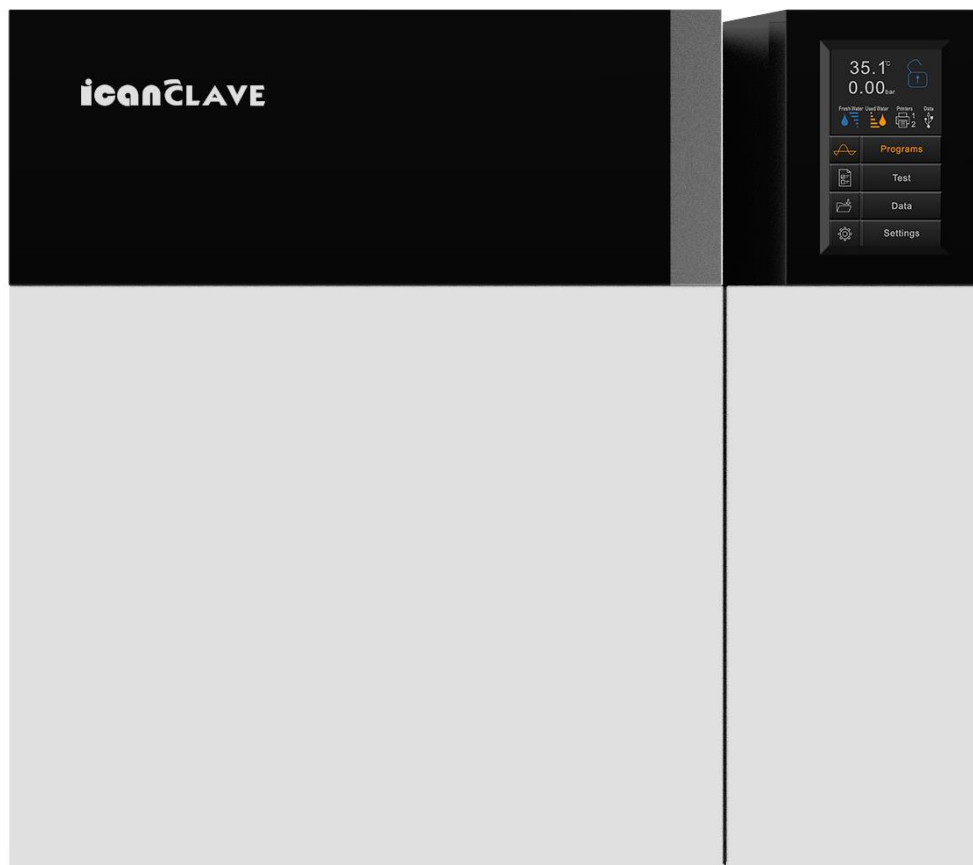 icanCLAVE
35.1°C
0.00bar
Fresh Water Used Water Printers Data
1
2
Programs
Test
Data
Settings